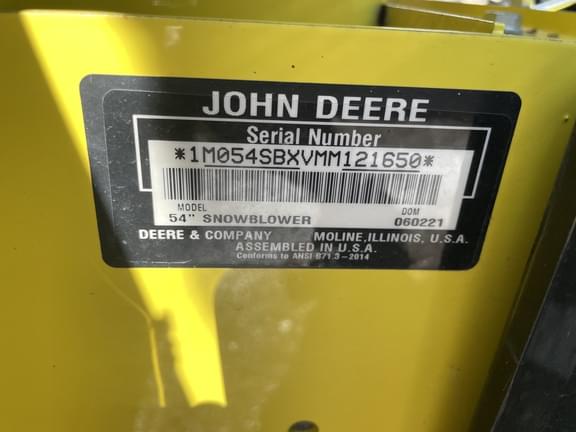 JOHN DEERE
Serial Number
*1M054SBXVMM121650*
MODEL DOM
54" SNOWBLOWER 060221
DEERE & COMPANY MOLINE, ILLINOIS, U.S.A.
ASSEMBLED IN U.S.A.
Conforms to ANSI B71.3-2014